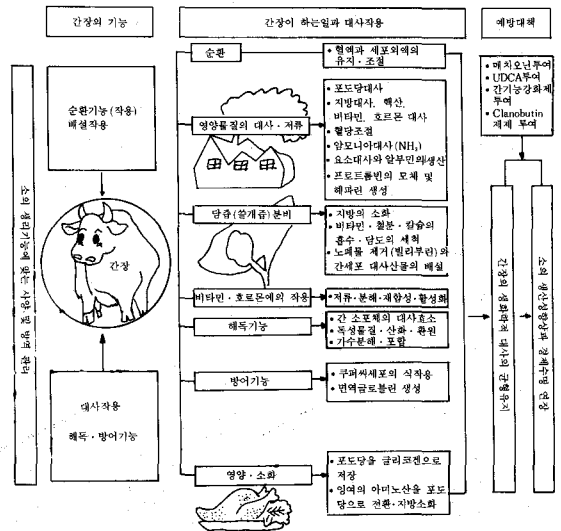 간장의 기능
간장이 하는일과 대사작용
예방대책
소의 생리기능에 맞는 사양 및 방역 관리
순환기능(작용)
배설작용
간장
대사작용
해독·방어기능
순환
• 혈액과 세포외액의
유지·조절
영양물질의 대사·저류
• 포도당대사
• 지방대사, 핵산,
비타민, 호르몬 대사
• 혈당조절
• 암모니아대사(NH₃)
• 요소대사와 알부민의생산
• 프로트롬빈의 모체 및
해파린 생성
담즙(쓸개즙)분비
• 지방의 소화
• 비타민·철분·칼슘의
흡수·담도의 세척
• 노폐물 제거(빌리부린)와
간세포 대사산물의 배설
비타민·호르몬에의 작용
• 저류·분해·재합성·활성화
해독기능
• 간 소포체의 대사효소
• 독성물질·산화·환원
• 가수분해·포합
방어기능
• 쿠퍼씨세포의 식작용
• 면역글로블린 생성
영양·소화
• 포도당을 글리코겐으로
저장
• 잉여의 아미노산을 포도
당으로 전환·지방소화
• 메치오닌투여
• UDCA투여
• 간기능강화제
투여
• Clanobutin
제제 투여
간장의 생화학적 대사의 균형유지
소의 생산성향상과 경제수명 연장